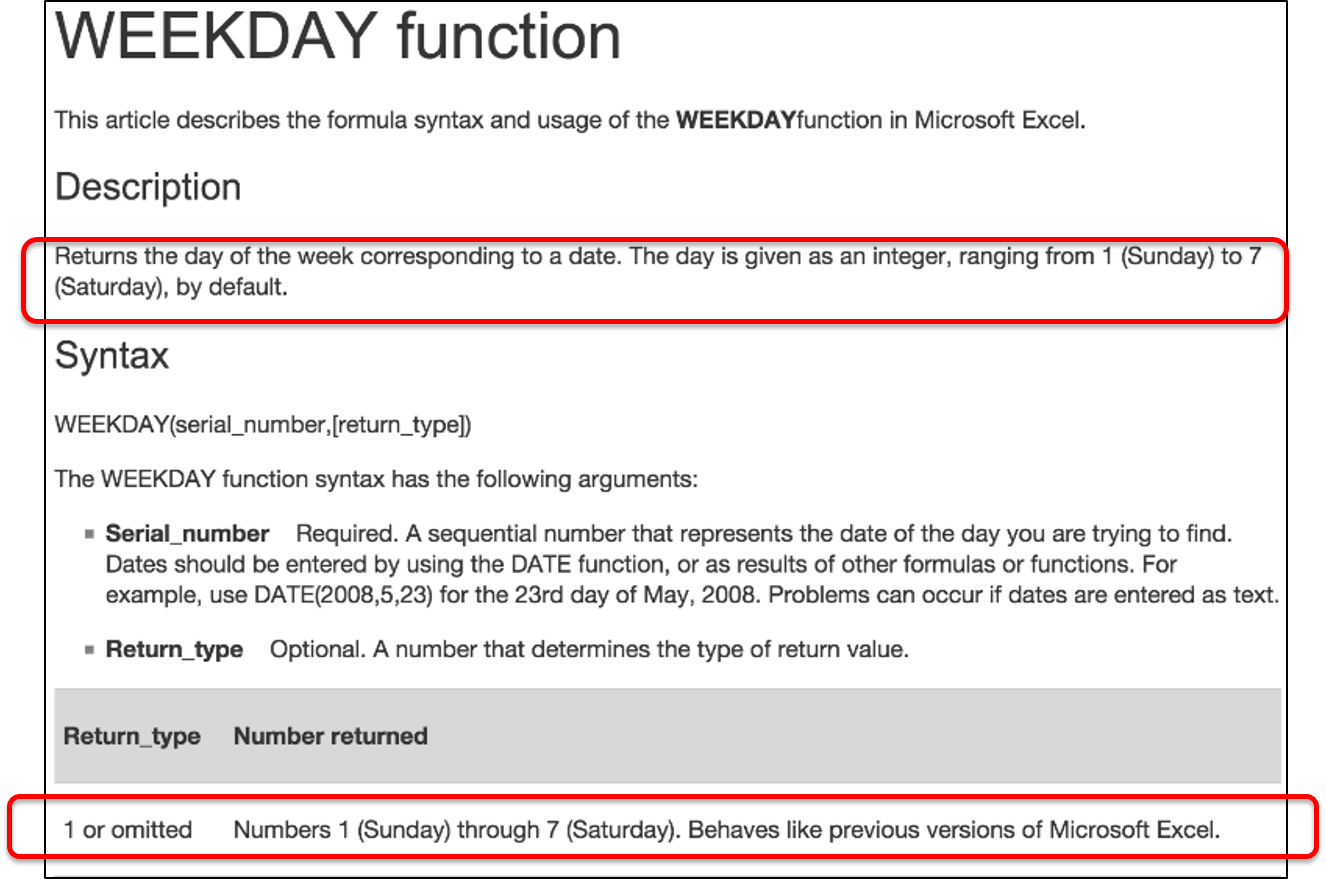 WEEKDAY function
This article describes the formula syntax and usage of the WEEKDAYfunction in Microsoft Excel.
Description
Returns the day of the week corresponding to a date. The day is given as an integer, ranging from 1 (Sunday) to 7
(Saturday), by default.
Syntax
WEEKDAY(serial_number,[return_type])
The WEEKDAY function syntax has the following arguments:
Serial_number Required. A sequential number that represents the date of the day you are trying to find.
Dates should be entered by using the DATE function, or as results of other formulas or functions. For
example, use DATE(2008,5,23) for the 23rd day of May, 2008. Problems can occur if dates are entered as text.
Return_type Optional. A number that determines the type of return value.
Return_type Number returned
1 or omitted Numbers 1 (Sunday) through 7 (Saturday). Behaves like previous versions of Microsoft Excel.